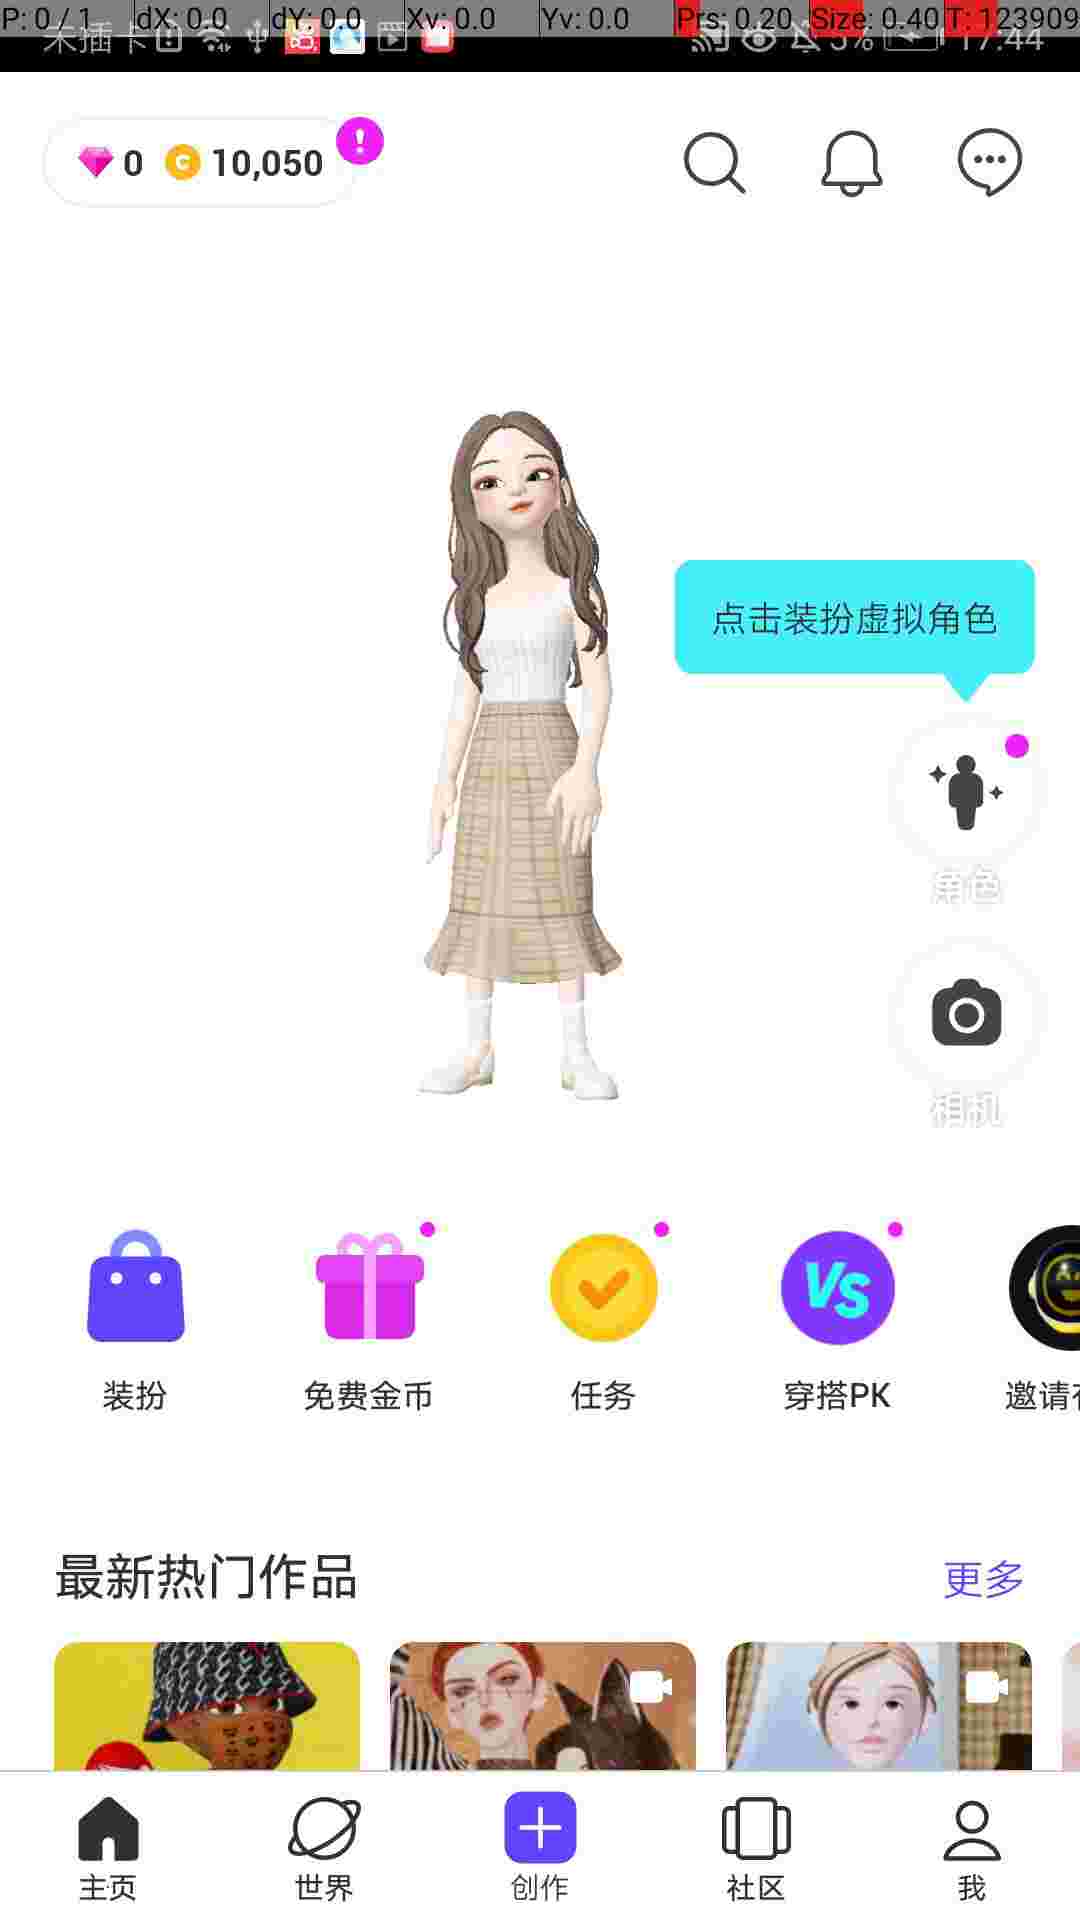 P: 0 / 1 dX: 0.0 dY: 0.0 Xv: 0.0 Yv: 0.0 Prs: 0.20 Size: 0.40 T: 123909
未插卡 5% 17:44
0 10,050
点击装扮虚拟角色
角色
相机
VS
装扮 免费金币 任务 穿搭PK 邀请
最新热门作品 更多
主页 世界 创作 社区 我